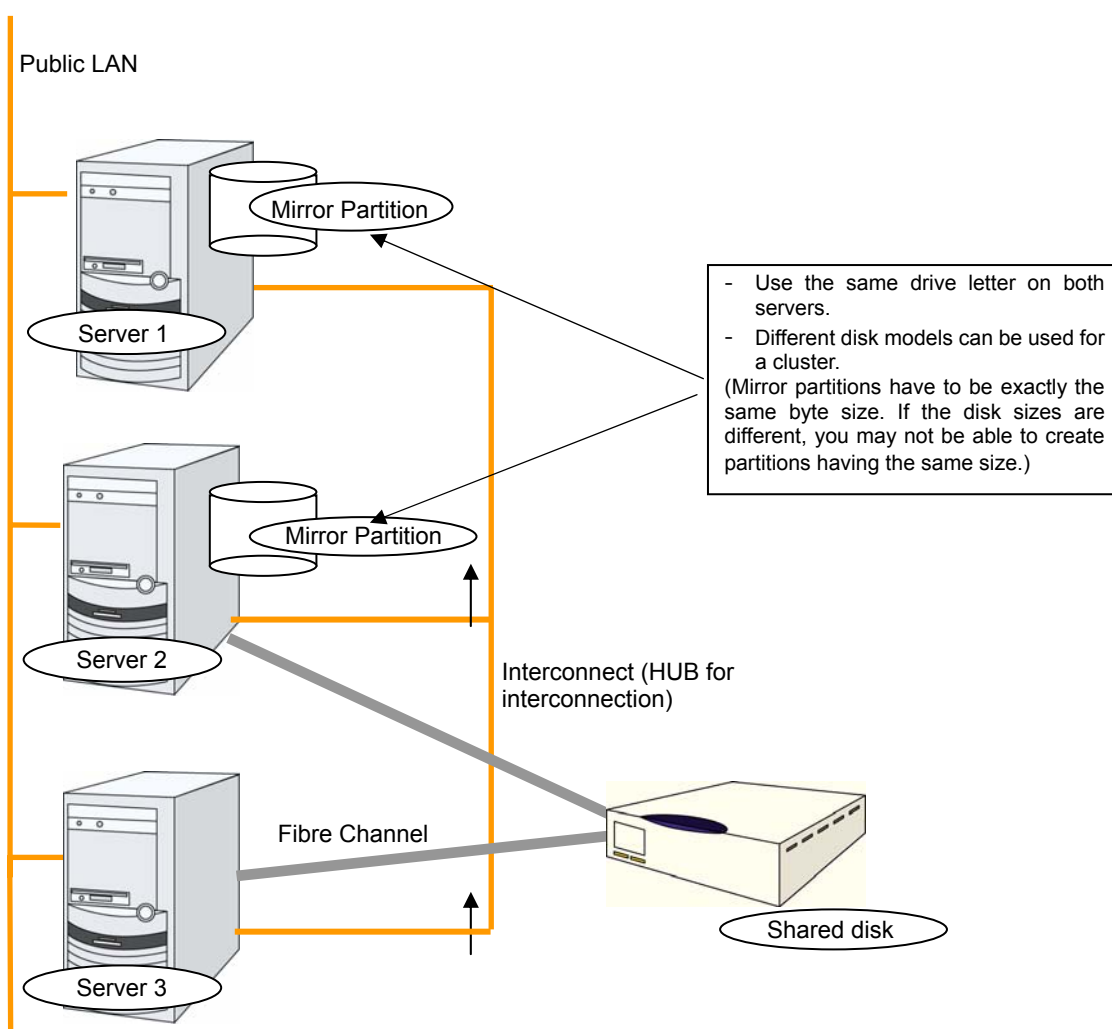 Public LAN
Mirror Partition
Server 1
- Use the same drive letter on both
servers.
- Different disk models can be used for
a cluster.
(Mirror partitions have to be exactly the
same byte size. If the disk sizes are
different, you may not be able to create
partitions having the same size.)
Mirror Partition
Server 2
Interconnect (HUB for
interconnection)
Fibre Channel
Shared disk
Server 3